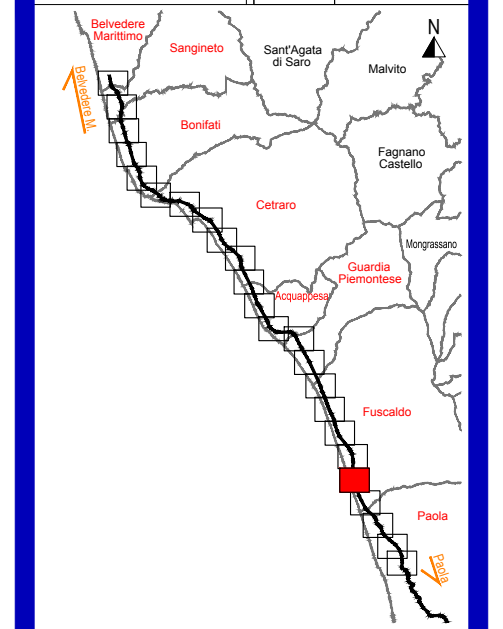 Belvedere
Marittimo
Sangineto
Sant'Agata
di Saro
N
Malvito
Belvedere M.
Bonifati
Fagnano
Castello
Cetraro
Mongrassano
Guardia
Piemontese
Acquappesa
Fuscaldo
Paola
Paola